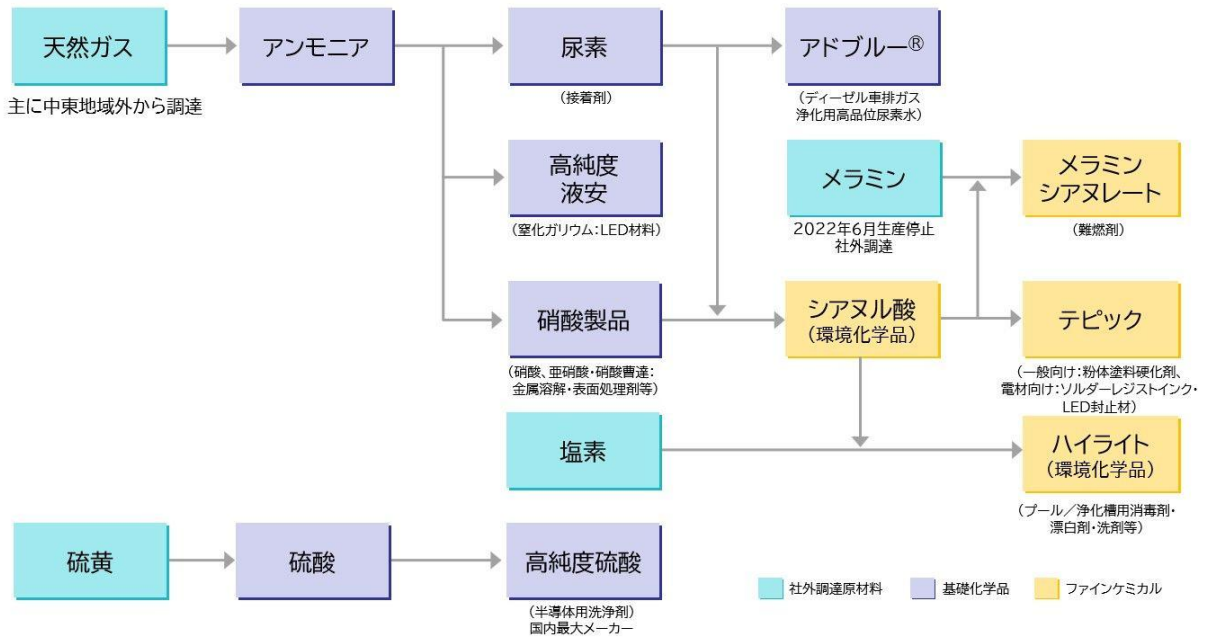 天然ガス
主に中東地域外から調達
アンモニア
尿素
（接着剤）
アドブルー®
（ディーゼル車排ガス
浄化用高品位尿素水）
高純度
液安
（窒化ガリウム：LED材料）
メラミン
2022年6月生産停止
社外調達
メラミン
シアヌレート
（難燃剤）
硝酸製品
（硝酸、亜硝酸・硝酸曹達：
金属溶解・表面処理剤等）
シアヌル酸
（環境化学品）
テピック
（一般向け：粉体塗料硬化剤、
電材向け：ソルダーレジストインク・
LED封止材）
塩素
ハイライト
（環境化学品）
（プール／浄化槽用消毒剤・
漂白剤・洗剤等）
硫黄
硫酸
高純度硫酸
（半導体用洗浄剤）
国内最大メーカー
社外調達原材料
基礎化学品
ファインケミカル